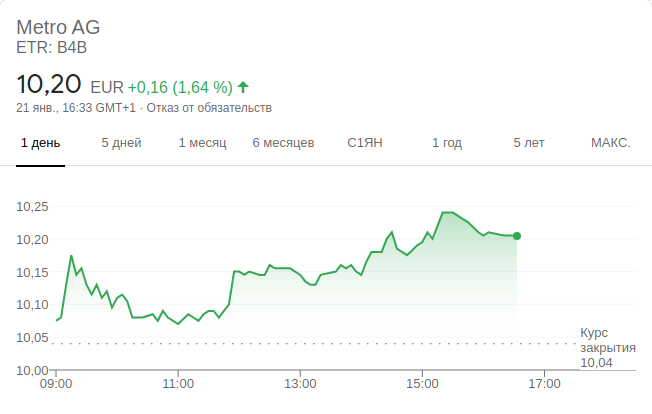 Metro AG
ETR: B4B
10,20 EUR +0,16 (1,64 %)
21 янв., 16:33 GMT+1 · Отказ от обязательств
1 день 5 дней 1 месяц 6 месяцев С1ЯН 1 год 5 лет МАКС.
10,25
10,20
10,15
10,10
10,05
10,00
Курс
закрытия
10,04
09:00 11:00 13:00 15:00 17:00